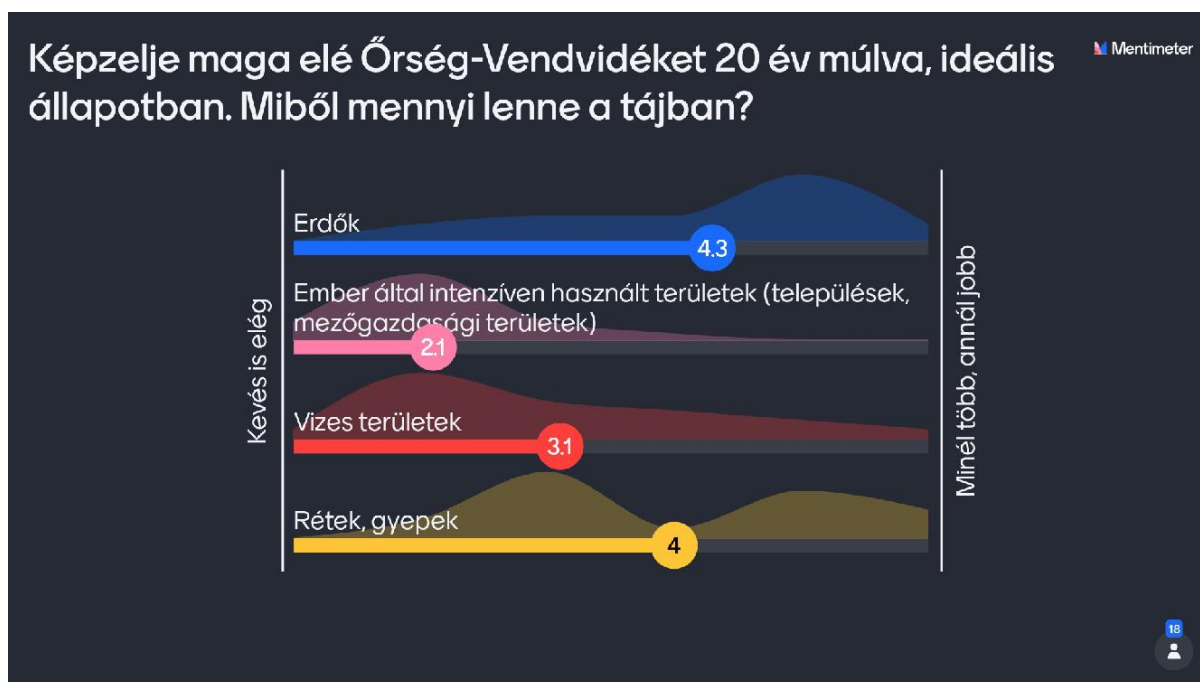 Képzelje maga elé Őrség-Vendvidéket 20 év múlva, ideális
állapotban. Miből mennyi lenne a tájban?
Mentimeter
Kevés is elég
Erdők
4.3
Ember által intenzíven használt területek (települések,
mezőgazdasági területek)
2.1
Vizes területek
3.1
Rétek, gyepek
4
Minél több, annál jobb
18